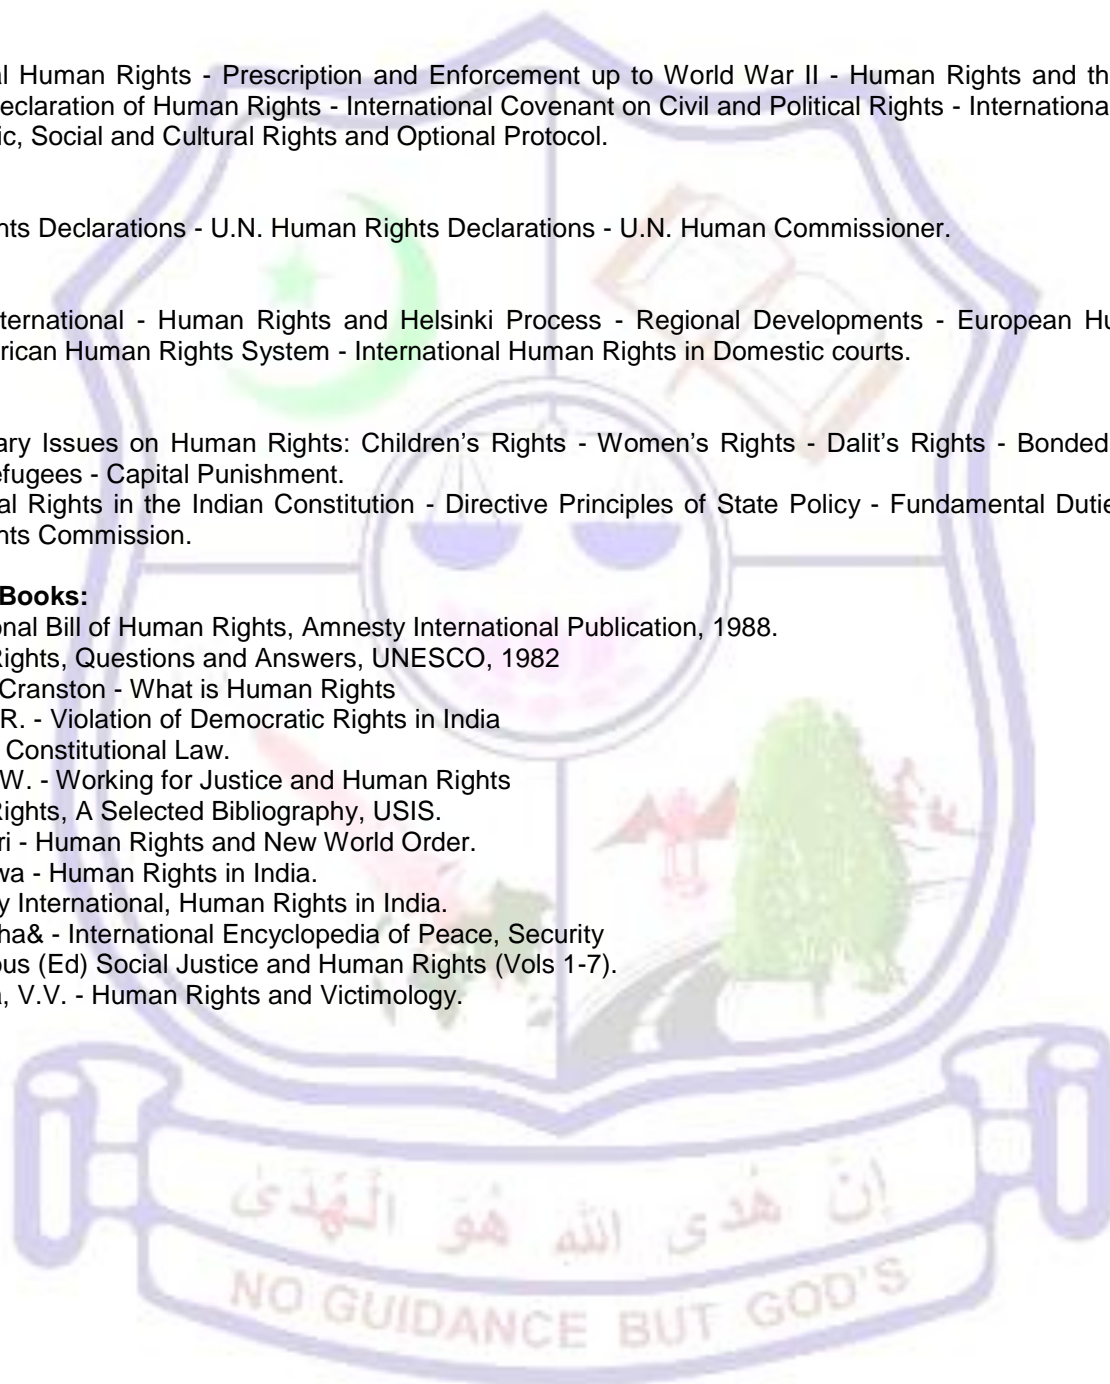 al Human Rights - Prescription and Enforcement up to World War II - Human Rights and th
eclaration of Human Rights - International Covenant on Civil and Political Rights - International
ic, Social and Cultural Rights and Optional Protocol.
hts Declarations - U.N. Human Rights Declarations - U.N. Human Commissioner.
ternational - Human Rights and Helsinki Process - Regional Developments - European Hu
rican Human Rights System - International Human Rights in Domestic courts.
ary Issues on Human Rights: Children’s Rights - Women’s Rights - Dalit’s Rights - Bonded
efugees - Capital Punishment.
al Rights in the Indian Constitution - Directive Principles of State Policy - Fundamental Dutie
hts Commission.
Books:
onal Bill of Human Rights, Amnesty International Publication, 1988.
Rights, Questions and Answers, UNESCO, 1982
Cranston - What is Human Rights
R. - Violation of Democratic Rights in India
Constitutional Law.
W. - Working for Justice and Human Rights
Rights, A Selected Bibliography, USIS.
ri - Human Rights and New World Order.
wa - Human Rights in India.
y International, Human Rights in India.
ha& - International Encyclopedia of Peace, Security
ous (Ed) Social Justice and Human Rights (Vols 1-7).
a, V.V. - Human Rights and Victimology.
إنّ هُدى الله هُوَ الْهُدَىٰ
NO GUIDANCE BUT GOD'S